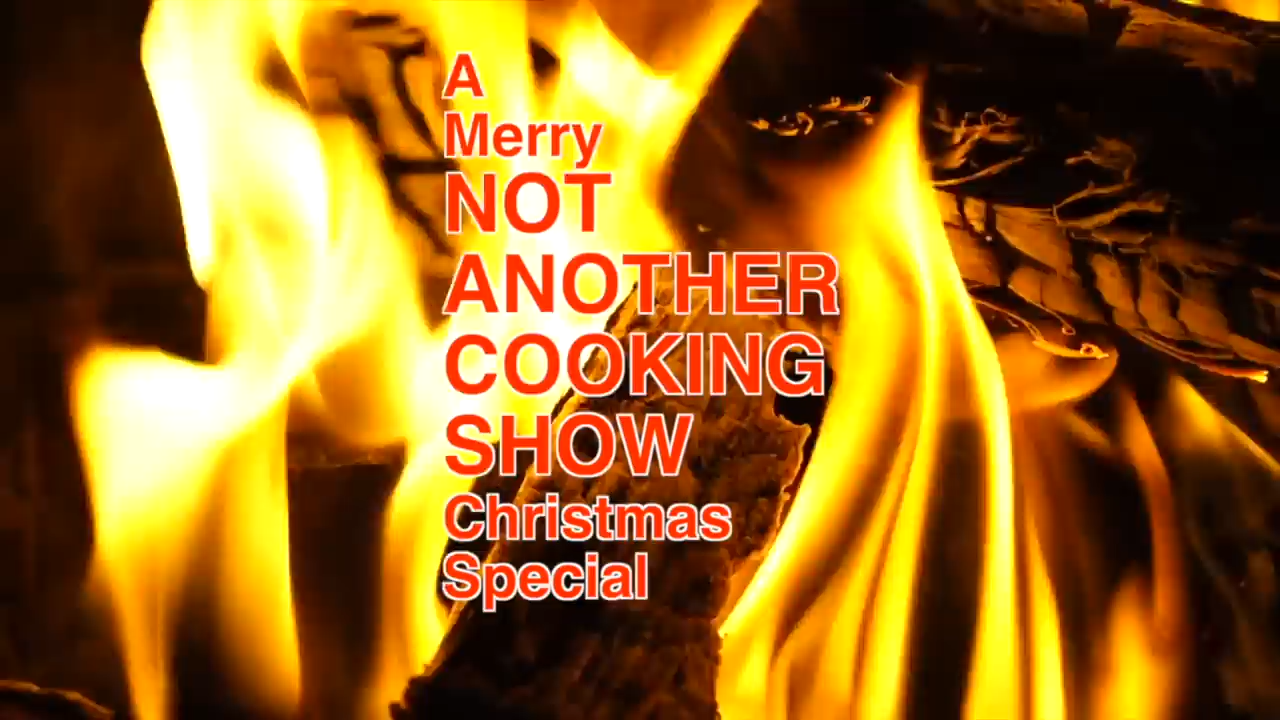 A
Merry
NOT
ANOTHER
COOKING
SHOW
Christmas
Special